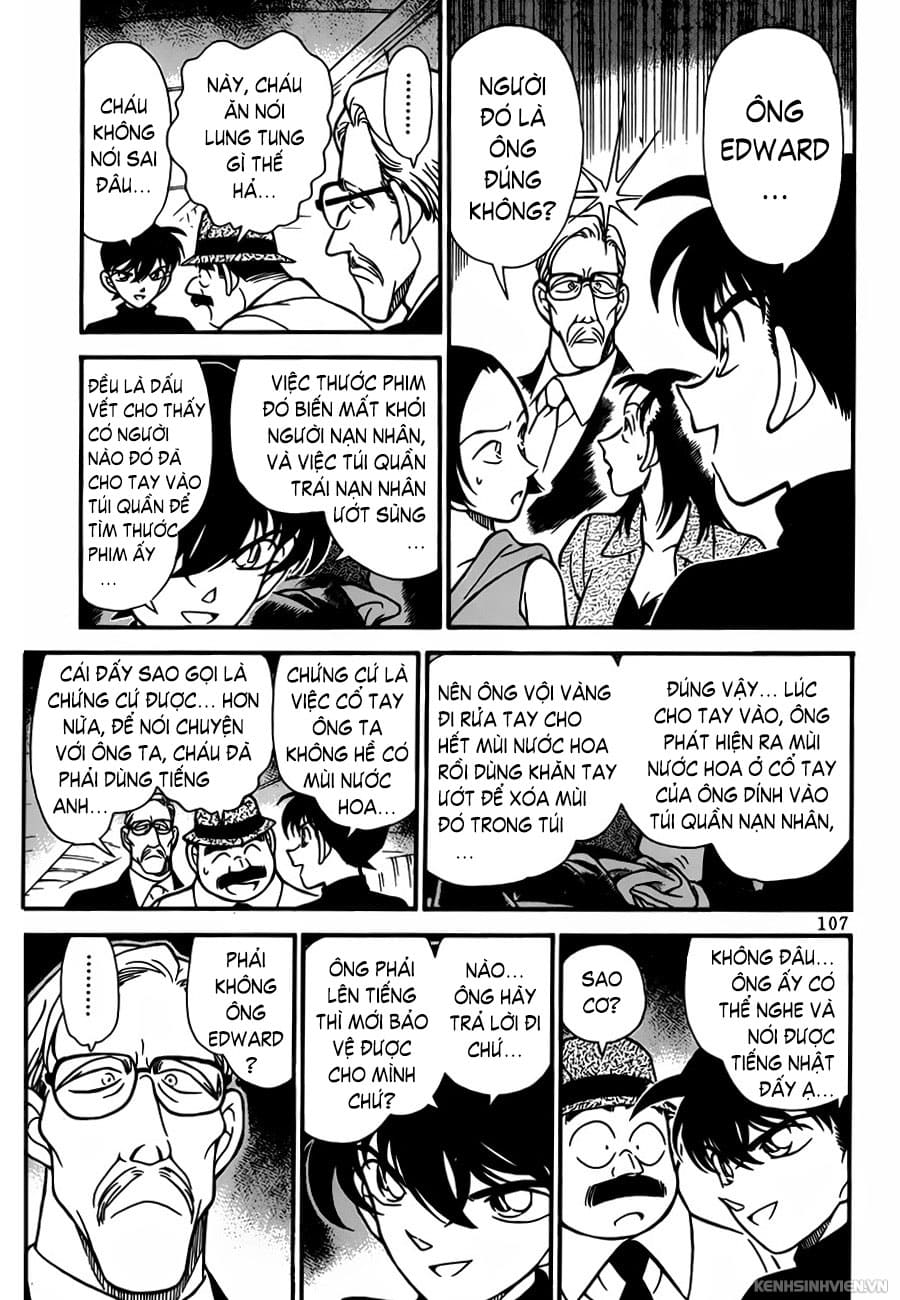 ÔNG
EDWARD
...
NGƯỜI
ĐÓ LÀ
ÔNG
ĐÚNG
KHÔNG?
.........
NÀY, CHÁU
ĂN NÓI
LUNG TUNG
GÌ THẾ
HẢ...
CHÁU
KHÔNG
NÓI SAI
ĐÂU...
VIỆC THƯỚC PHIM
ĐÓ BIẾN MẤT KHỎI
NGƯỜI NẠN NHÂN,
VÀ VIỆC TÚI QUẦN
TRÁI NẠN NHÂN
ƯỚT SŨNG
...
ĐỀU LÀ DẤU
VẾT CHO THẤY
CÓ NGƯỜI
NÀO ĐÓ ĐÃ
CHO TAY VÀO
TÚI QUẦN ĐỂ
TÌM THƯỚC
PHIM ẤY
...
ĐÚNG VẬY... LÚC
CHO TAY VÀO, ÔNG
PHÁT HIỆN RA MÙI
NƯỚC HOA Ở CỔ TAY
CỦA ÔNG DÍNH VÀO
TÚI QUẦN NẠN NHÂN,
NÊN ÔNG VỘI VÀNG
ĐI RỬA TAY CHO
HẾT MÙI NƯỚC HOA
RỒI DÙNG KHĂN TAY
ƯỚT ĐỂ XÓA MÙI
ĐÓ TRONG TÚI
...
CHỨNG CỨ LÀ
VIỆC CỔ TAY
ÔNG TA
KHÔNG HỀ CÓ
MÙI NƯỚC
HOA...
CÁI ĐẤY SAO GỌI LÀ
CHỨNG CỨ ĐƯỢC... HƠN
NỮA, ĐỂ NÓI CHUYỆN
VỚI ÔNG TA, CHÁU ĐÃ
PHẢI DÙNG TIẾNG
ANH...
107
KHÔNG ĐÂU...
ÔNG ẤY CÓ
THỂ NGHE VÀ
NÓI ĐƯỢC
TIẾNG NHẬT
ĐẤY Ạ...
SAO
CƠ?
NÀO...
ÔNG HÃY
TRẢ LỜI ĐI
CHỨ...
ÔNG PHẢI
LÊN TIẾNG
THÌ MỚI BẢO
VỆ ĐƯỢC
CHO MÌNH
CHỨ?
PHẢI
KHÔNG
ÔNG
EDWARD
?
.........
KENHSINHVIEN.VN